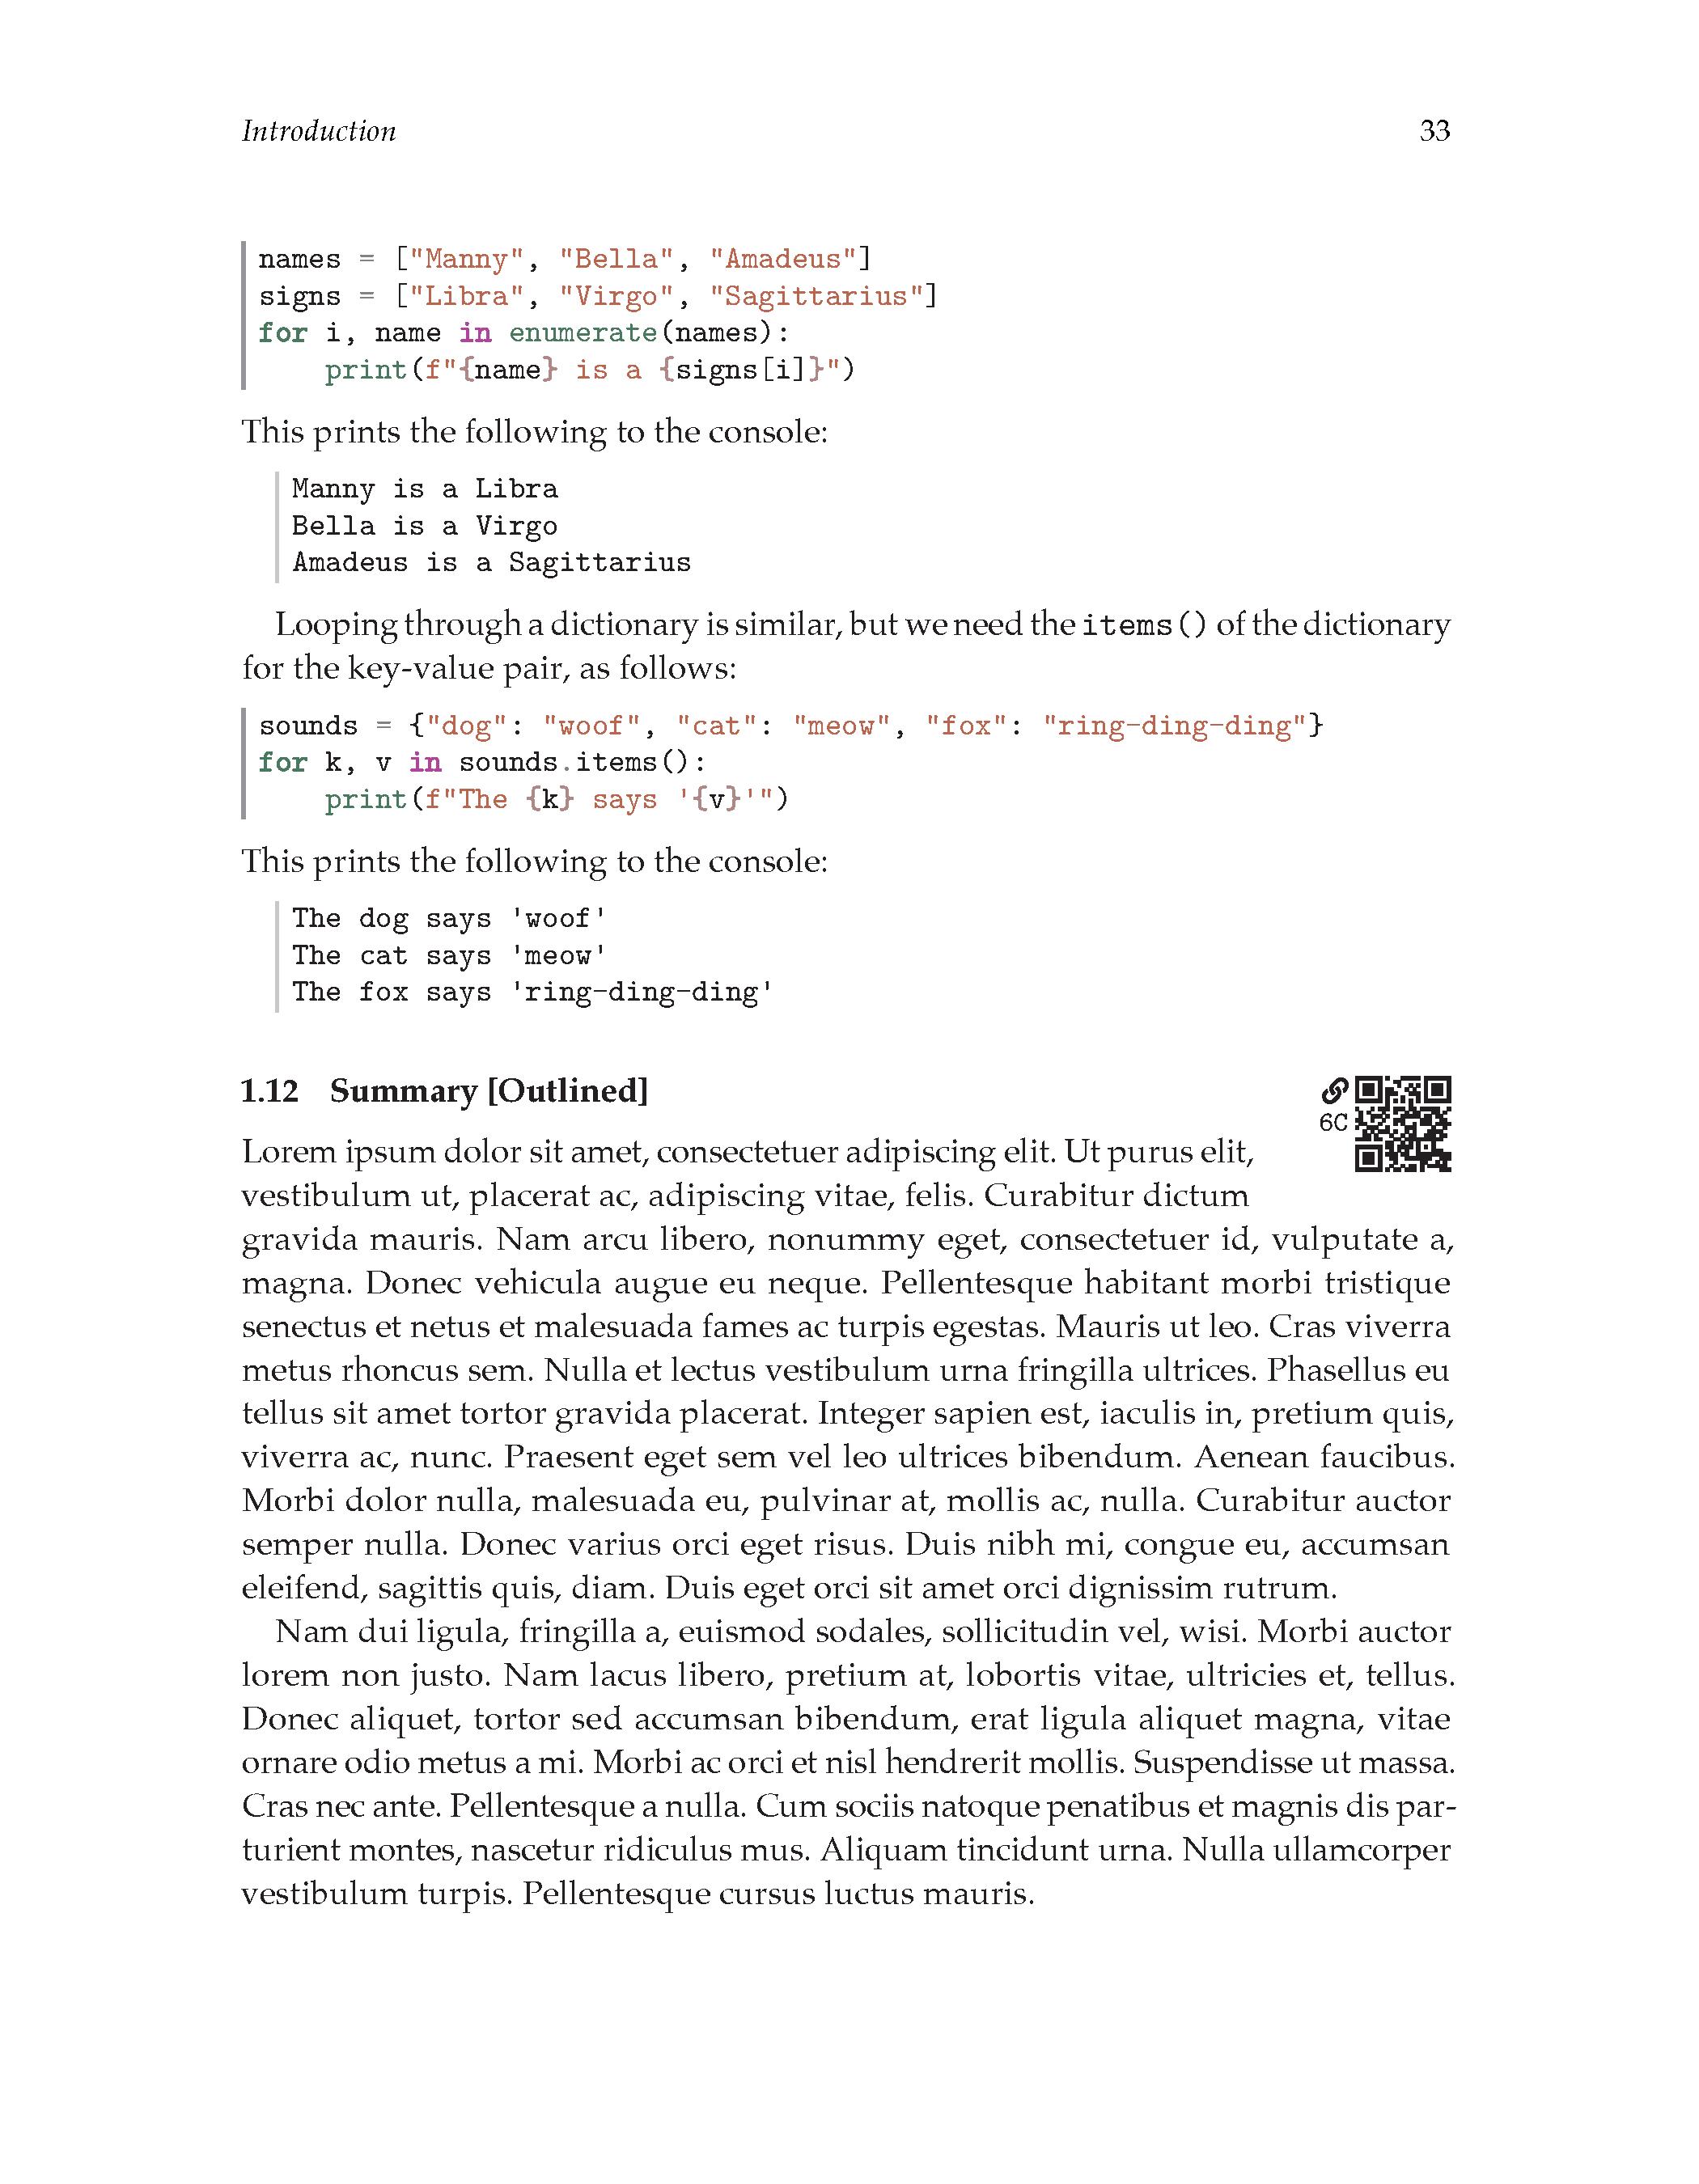 Introduction 33
names = ["Manny", "Bella", "Amadeus"]
signs = ["Libra", "Virgo", "Sagittarius"]
for i, name in enumerate(names):
    print(f"{name} is a {signs[i]}")
This prints the following to the console:
Manny is a Libra
Bella is a Virgo
Amadeus is a Sagittarius
Looping through a dictionary is similar, but we need the items() of the dictionary
for the key-value pair, as follows:
sounds = {"dog": "woof", "cat": "meow", "fox": "ring-ding-ding"}
for k, v in sounds.items():
    print(f"The {k} says '{v}'")
This prints the following to the console:
The dog says 'woof'
The cat says 'meow'
The fox says 'ring-ding-ding'
1.12 Summary [Outlined]
6C
Lorem ipsum dolor sit amet, consectetuer adipiscing elit. Ut purus elit,
vestibulum ut, placerat ac, adipiscing vitae, felis. Curabitur dictum
gravida mauris. Nam arcu libero, nonummy eget, consectetuer id, vulputate a,
magna. Donec vehicula augue eu neque. Pellentesque habitant morbi tristique
senectus et netus et malesuada fames ac turpis egestas. Mauris ut leo. Cras viverra
metus rhoncus sem. Nulla et lectus vestibulum urna fringilla ultrices. Phasellus eu
tellus sit amet tortor gravida placerat. Integer sapien est, iaculis in, pretium quis,
viverra ac, nunc. Praesent eget sem vel leo ultrices bibendum. Aenean faucibus.
Morbi dolor nulla, malesuada eu, pulvinar at, mollis ac, nulla. Curabitur auctor
semper nulla. Donec varius orci eget risus. Duis nibh mi, congue eu, accumsan
eleifend, sagittis quis, diam. Duis eget orci sit amet orci dignissim rutrum.
Nam dui ligula, fringilla a, euismod sodales, sollicitudin vel, wisi. Morbi auctor
lorem non justo. Nam lacus libero, pretium at, lobortis vitae, ultricies et, tellus.
Donec aliquet, tortor sed accumsan bibendum, erat ligula aliquet magna, vitae
ornare odio metus a mi. Morbi ac orci et nisl hendrerit mollis. Suspendisse ut massa.
Cras nec ante. Pellentesque a nulla. Cum sociis natoque penatibus et magnis dis par-
turient montes, nascetur ridiculus mus. Aliquam tincidunt urna. Nulla ullamcorper
vestibulum turpis. Pellentesque cursus luctus mauris.